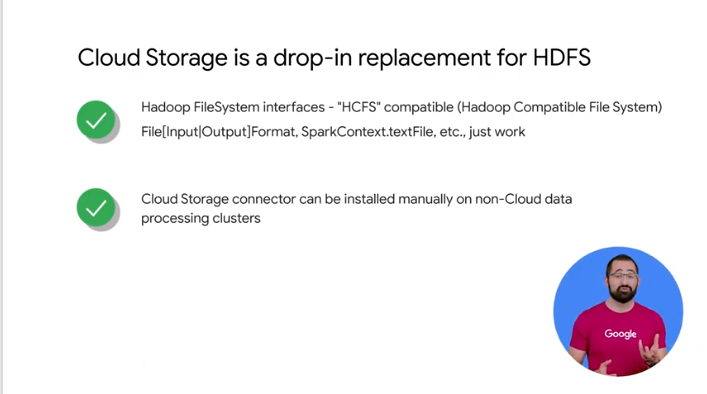 Cloud Storage is a drop-in replacement for HDFS
Hadoop FileSystem interfaces - "HCFS" compatible (Hadoop Compatible File System)
File[Input|Output]Format, SparkContext.textFile, etc., just work
Cloud Storage connector can be installed manually on non-Cloud data
processing clusters
Google